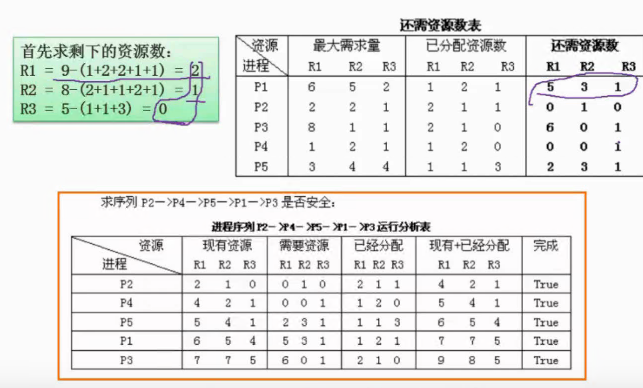 还需资源数表
首先求剩下的资源数:
R1 = 9-(1+2+2+1+1) = 2
R2 = 8-(2+1+1+2+1) = 1
R3 = 5-(1+1+3) = 0
资源 最大需求量 已分配资源数 还需资源数
进程 R1 R2 R3 R1 R2 R3 R1 R2 R3
P1 6 5 2 1 2 1 5 3 1
P2 2 2 1 2 1 1 0 1 0
P3 8 1 1 2 1 0 6 0 1
P4 1 2 1 1 2 0 0 0 1
P5 3 4 4 1 1 3 2 3 1
求序列 P2->P4->P5->P1->P3 是否安全:
进程序列 P2->P4->P5->P1->P3 运行分析表
资源 现有资源 需要资源 已经分配 现有+已经分配 完成
进程 R1 R2 R3 R1 R2 R3 R1 R2 R3 R1 R2 R3
P2 2 1 0 0 1 0 2 1 1 4 2 1 True
P4 4 2 1 0 0 1 1 2 0 5 4 1 True
P5 5 4 1 2 3 1 1 1 3 6 5 4 True
P1 6 5 4 5 3 1 1 2 1 7 7 5 True
P3 7 7 5 6 0 1 2 1 0 9 8 5 True